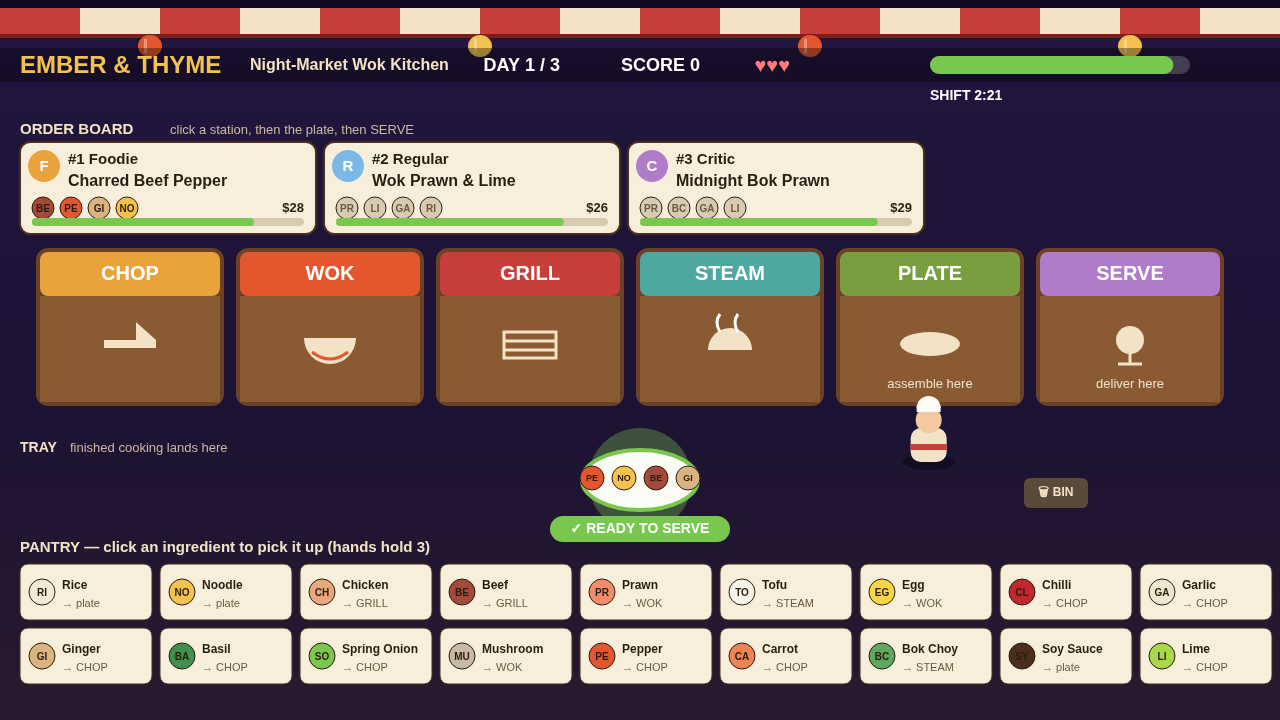 EMBER & THYME
Night-Market Wok Kitchen
DAY 1 / 3
SCORE 0
♥♥♥
SHIFT 2:21
ORDER BOARD
click a station, then the plate, then SERVE
F
#1 Foodie
Charred Beef Pepper
BE PE GI NO
$28
R
#2 Regular
Wok Prawn & Lime
PR LI GA RI
$26
C
#3 Critic
Midnight Bok Prawn
PR BC GA LI
$29
CHOP
WOK
GRILL
STEAM
PLATE
assemble here
SERVE
deliver here
TRAY
finished cooking lands here
PE NO BE GI
✓ READY TO SERVE
BIN
PANTRY — click an ingredient to pick it up (hands hold 3)
RI Rice
→ plate
NO Noodle
→ plate
CH Chicken
→ GRILL
BE Beef
→ GRILL
PR Prawn
→ WOK
TO Tofu
→ STEAM
EG Egg
→ WOK
CL Chilli
→ CHOP
GA Garlic
→ CHOP
GI Ginger
→ CHOP
BA Basil
→ CHOP
SO Spring Onion
→ CHOP
MU Mushroom
→ WOK
PE Pepper
→ CHOP
CA Carrot
→ CHOP
BC Bok Choy
→ STEAM
SY Soy Sauce
→ plate
LI Lime
→ CHOP